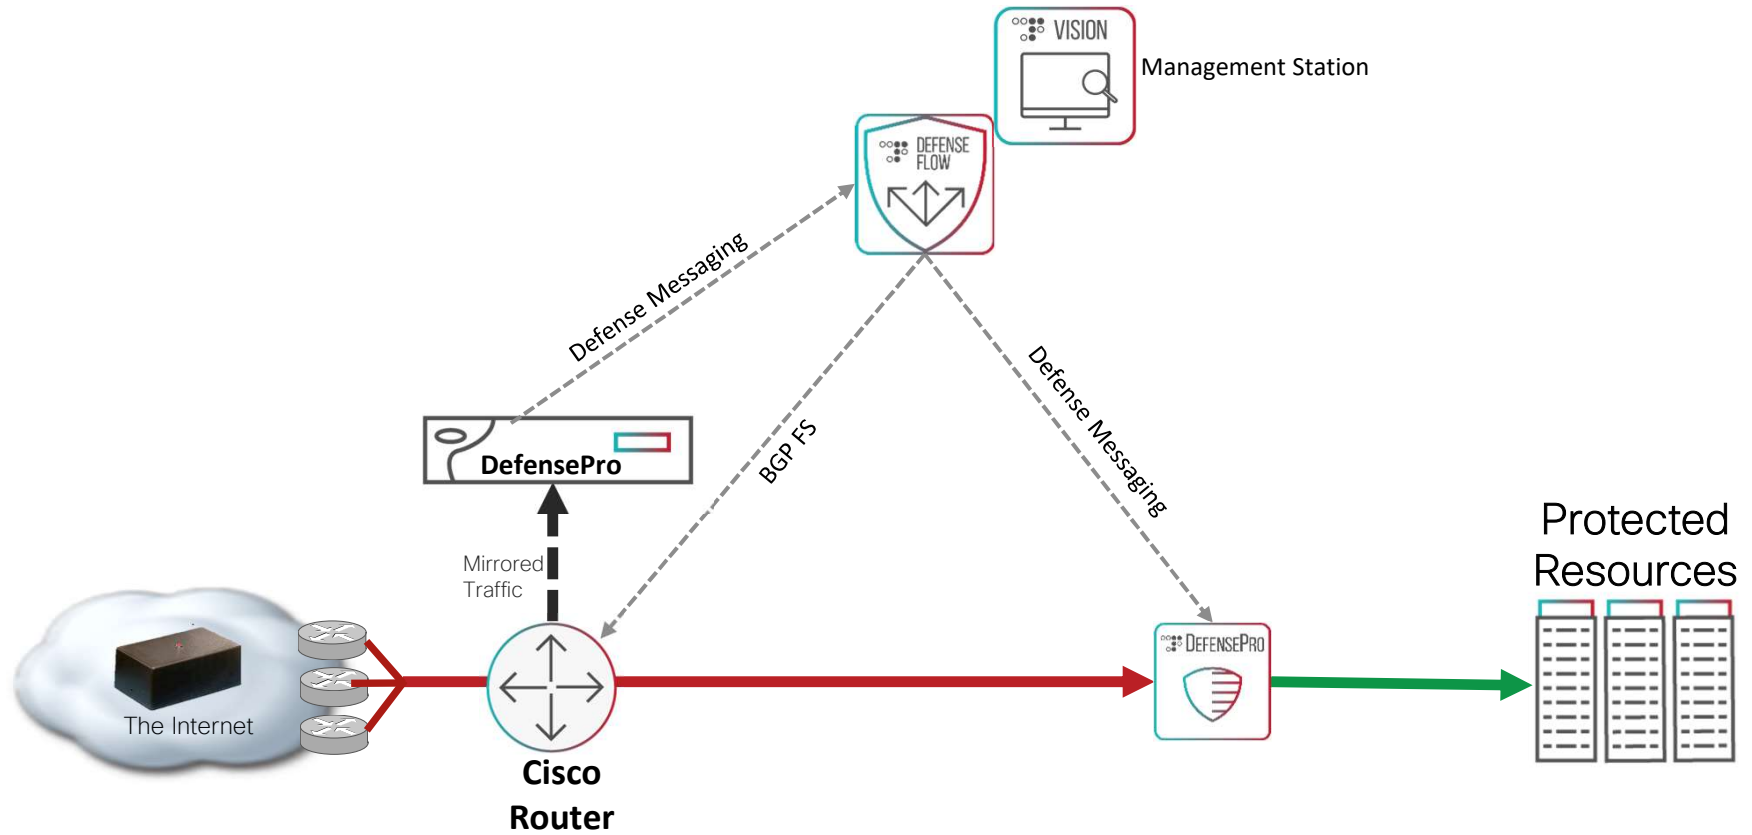 VISION
Management Station
DEFENSE
FLOW
Defense Messaging
BGP FS
Defense Messaging
DefensePro
Mirrored
Traffic
Protected
Resources
DEFENSEPRO
The Internet
Cisco
Router